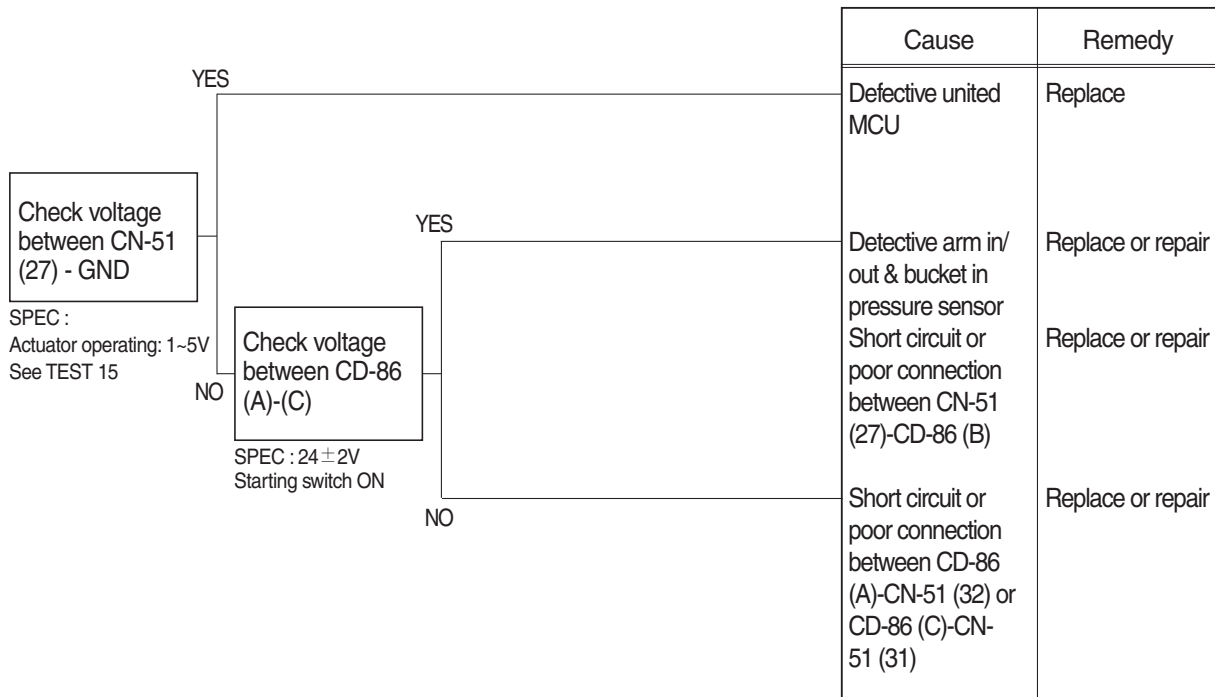 Cause
Remedy
YES
Defective united
MCU
Replace
Check voltage
between CN-51
(27) - GND
SPEC :
Actuator operating: 1~5V
See TEST 15
NO
YES
Detective arm in/
out & bucket in
pressure sensor
Replace or repair
Check voltage
between CD-86
(A)-(C)
SPEC : 24±2V
Starting switch ON
Short circuit or
poor connection
between CN-51
(27)-CD-86 (B)
Replace or repair
NO
Short circuit or
poor connection
between CD-86
(A)-CN-51 (32) or
CD-86 (C)-CN-
51 (31)
Replace or repair